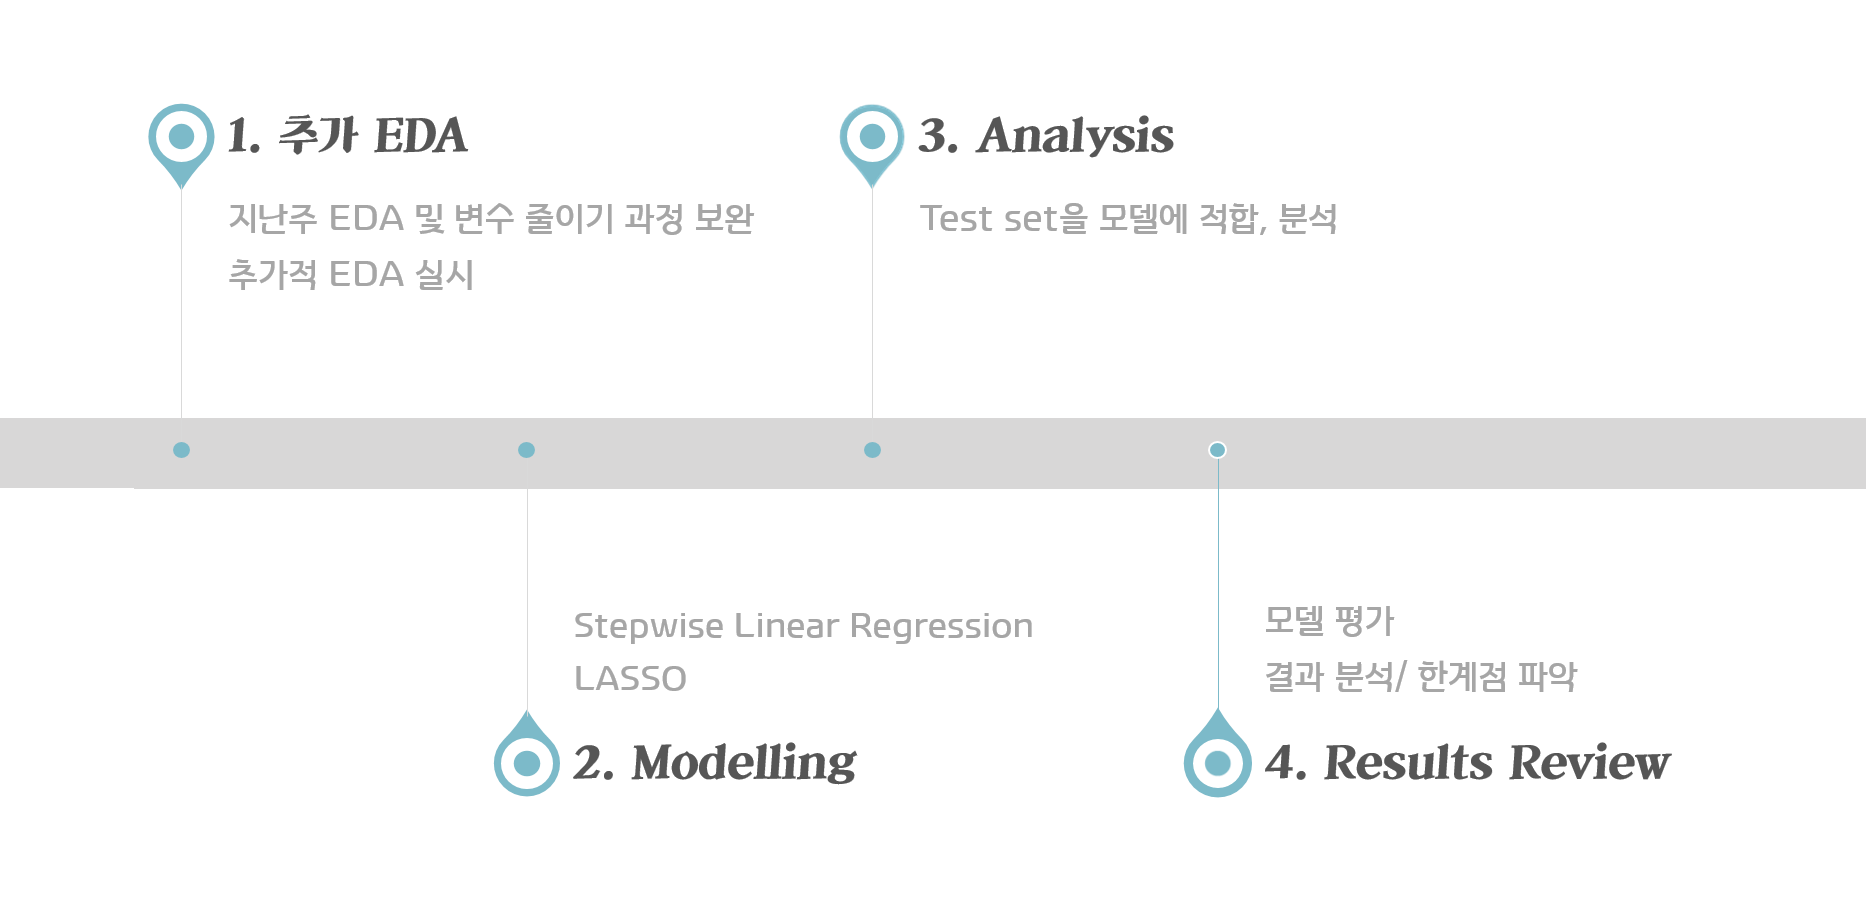 1. 추가 EDA
지난주 EDA 및 변수 줄이기 과정 보완
추가적 EDA 실시
Stepwise Linear Regression
LASSO
2. Modelling
3. Analysis
Test set을 모델에 적합, 분석
모델 평가
결과 분석/ 한계점 파악
4. Results Review